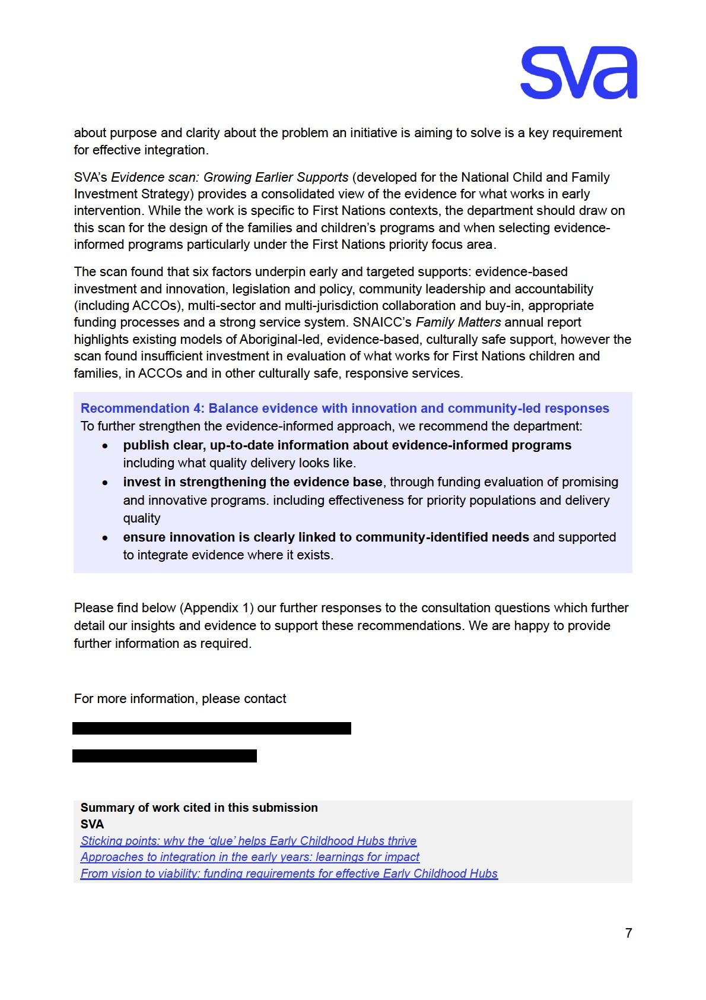 sva
about purpose and clarity about the problem an initiative is aiming to solve is a key requirement
for effective integration.
SVA’s Evidence scan: Growing Earlier Supports (developed for the National Child and Family
Investment Strategy) provides a consolidated view of the evidence for what works in early
intervention. While the work is specific to First Nations contexts, the department should draw on
this scan for the design of the families and children’s programs and when selecting evidence-
informed programs particularly under the First Nations priority focus area.
The scan found that six factors underpin early and targeted supports: evidence-based
investment and innovation, legislation and policy, community leadership and accountability
(including ACCOs), multi-sector and multi-jurisdiction collaboration and buy-in, appropriate
funding processes and a strong service system. SNAICC’s Family Matters annual report
highlights existing models of Aboriginal-led, evidence-based, culturally safe support, however the
scan found insufficient investment in evaluation of what works for First Nations children and
families, in ACCOs and in other culturally safe, responsive services.
Recommendation 4: Balance evidence with innovation and community-led responses
To further strengthen the evidence-informed approach, we recommend the department:
• publish clear, up-to-date information about evidence-informed programs
including what quality delivery looks like.
• invest in strengthening the evidence base, through funding evaluation of promising
and innovative programs. including effectiveness for priority populations and delivery
quality
• ensure innovation is clearly linked to community-identified needs and supported
to integrate evidence where it exists.
Please find below (Appendix 1) our further responses to the consultation questions which further
detail our insights and evidence to support these recommendations. We are happy to provide
further information as required.
For more information, please contact
Summary of work cited in this submission
SVA
Sticking points: why the ‘glue’ helps Early Childhood Hubs thrive
Approaches to integration in the early years: learnings for impact
From vision to viability: funding requirements for effective Early Childhood Hubs
7